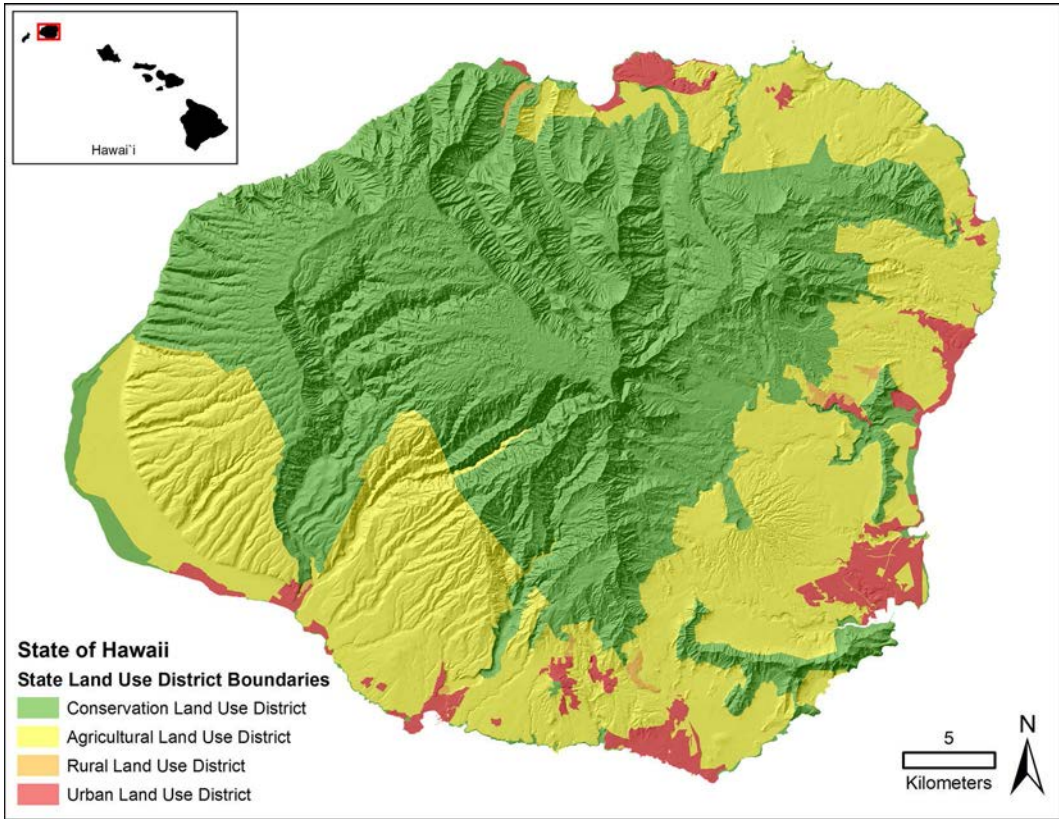 Hawai`i
State of Hawaii
State Land Use District Boundaries
Conservation Land Use District
Agricultural Land Use District
Rural Land Use District
Urban Land Use District
5
Kilometers
N